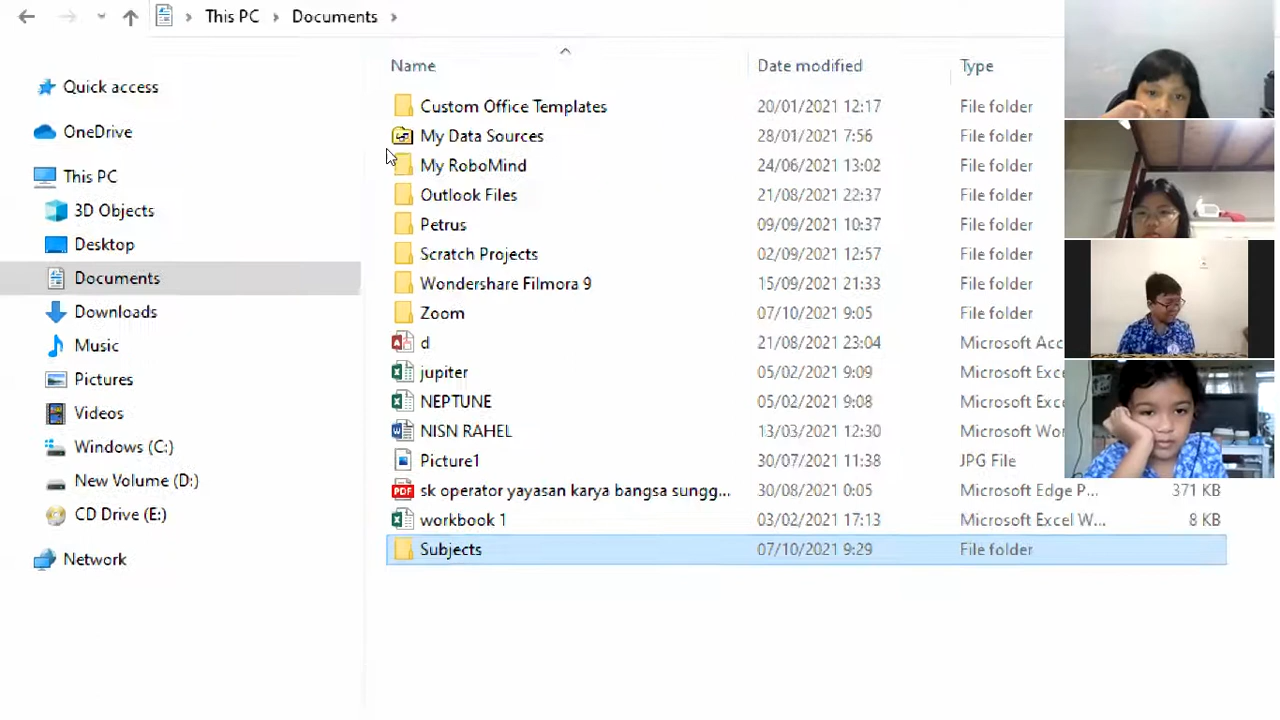 This PC > Documents >
Name Date modified Type
Quick access
OneDrive
This PC
3D Objects
Desktop
Documents
Downloads
Music
Pictures
Videos
Windows (C:)
New Volume (D:)
CD Drive (E:)
Network
Custom Office Templates 20/01/2021 12:17 File folder
My Data Sources 28/01/2021 7:56 File folder
My RoboMind 24/06/2021 13:02 File folder
Outlook Files 21/08/2021 22:37 File folder
Petrus 09/09/2021 10:37 File folder
Scratch Projects 02/09/2021 12:57 File folder
Wondershare Filmora 9 15/09/2021 21:33 File folder
Zoom 07/10/2021 9:05 File folder
d 21/08/2021 23:04 Microsoft Acc
jupiter 05/02/2021 9:09 Microsoft Exce
NEPTUNE 05/02/2021 9:08 Microsoft Exce
NISN RAHEL 13/03/2021 12:30 Microsoft Wor
Picture1 30/07/2021 11:38 JPG File
PDF sk operator yayasan karya bangsa sungg... 30/08/2021 0:05 Microsoft Edge P... 371 KB
workbook 1 03/02/2021 17:13 Microsoft Excel W... 8 KB
Subjects 07/10/2021 9:29 File folder